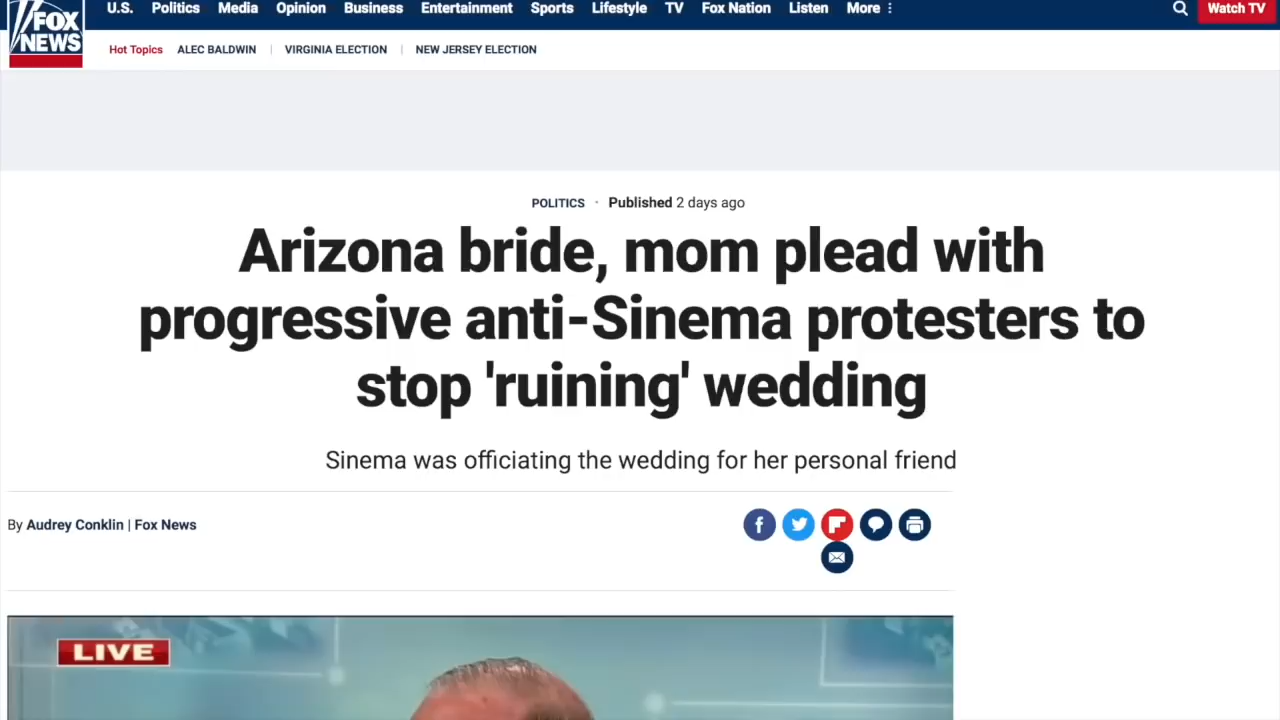 FOX
NEWS
U.S. Politics Media Opinion Business Entertainment Sports Lifestyle TV Fox Nation Listen More Watch TV
Hot Topics ALEC BALDWIN VIRGINIA ELECTION NEW JERSEY ELECTION
POLITICS · Published 2 days ago
Arizona bride, mom plead with
progressive anti-Sinema protesters to
stop 'ruining' wedding
Sinema was officiating the wedding for her personal friend
By Audrey Conklin | Fox News
LIVE